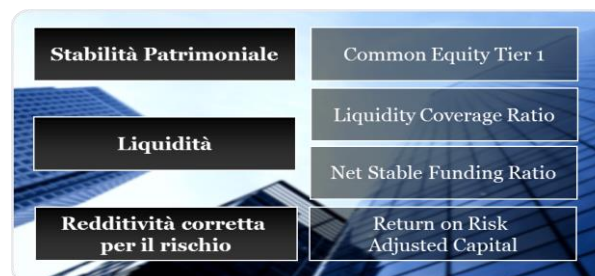 Stabilità Patrimoniale
Common Equity Tier 1
Liquidità
Liquidity Coverage Ratio
Net Stable Funding Ratio
Redditività corretta
per il rischio
Return on Risk
Adjusted Capital